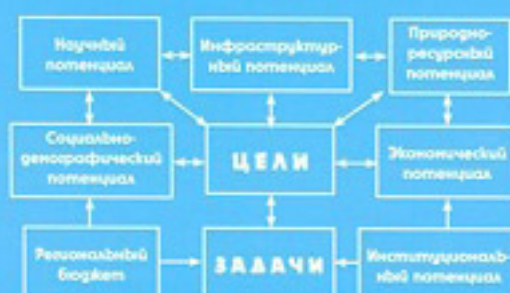 Научный
потенциал
Инфраструктур-
ный потенциал
Природно-
ресурсный
потенциал
Социально-
демографический
потенциал
ЦЕЛИ
Экономический
потенциал
Региональный
бюджет
ЗАДАЧИ
Институциональ-
ный потенциал